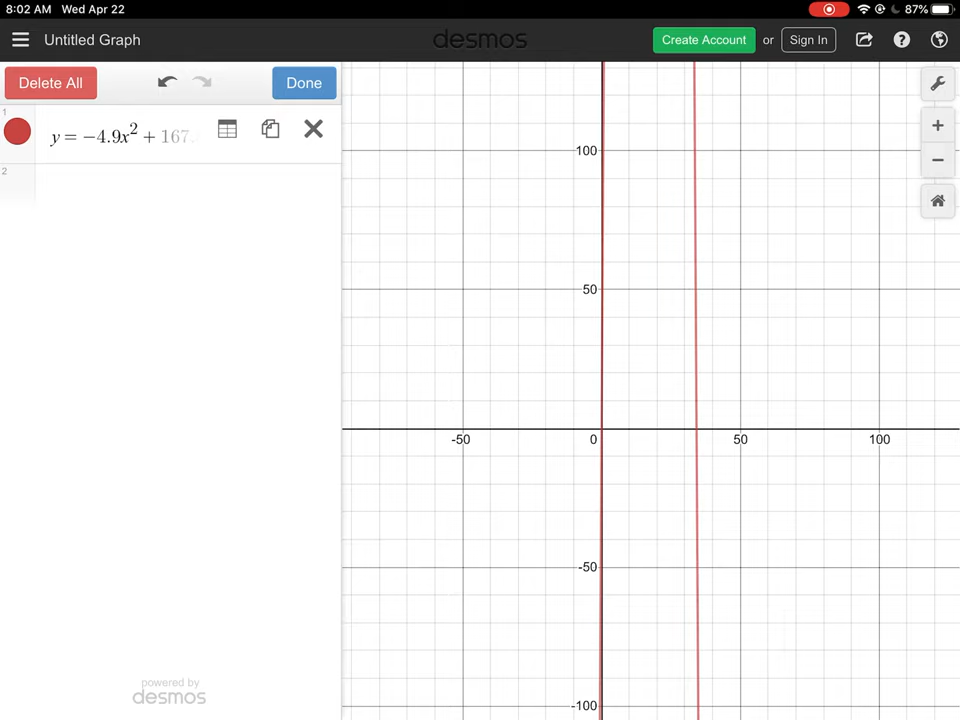 8:02 AM Wed Apr 22 87%
Untitled Graph desmos Create Account or Sign In
Delete All Done
1
y = −4.9x² + 167.
2
100
50
-50 0 50 100
-50
-100
powered by
desmos